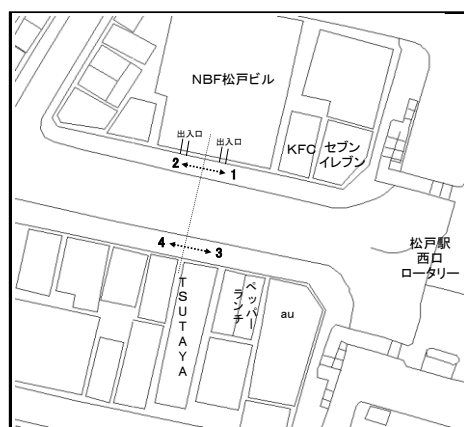 NBF松戸ビル
出入口
出入口
KFC
セブン
イレブン
2
1
松戸駅
西口
ロータリー
4
3
TSUTAYA
ペッパー
ランチ
au